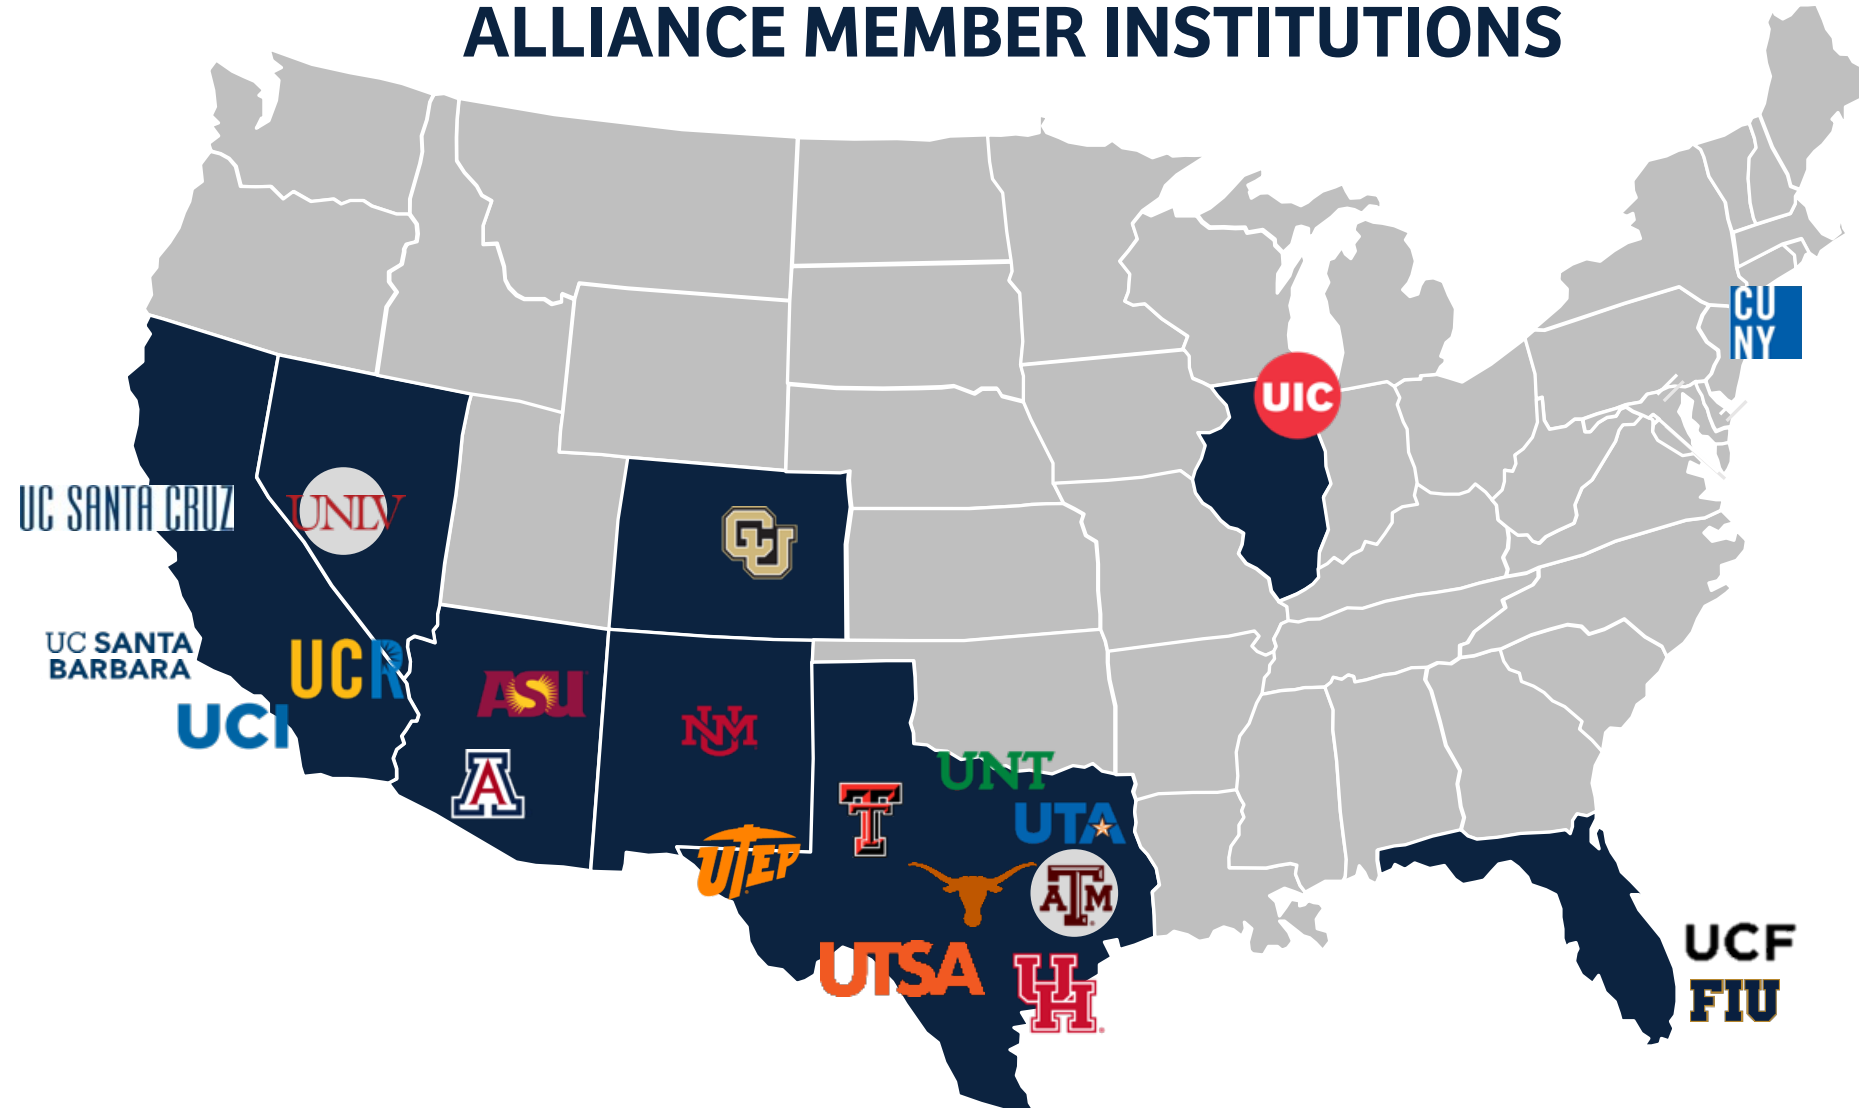 ALLIANCE MEMBER INSTITUTIONS
CU
NY
UIC
UC SANTA CRUZ
UNLV
CU
UC SANTA
BARBARA
UCR
UCI
ASU
A
UNM
UNT
T
UTA
UTEP
ATM
UTSA
UH
UCF
FIU